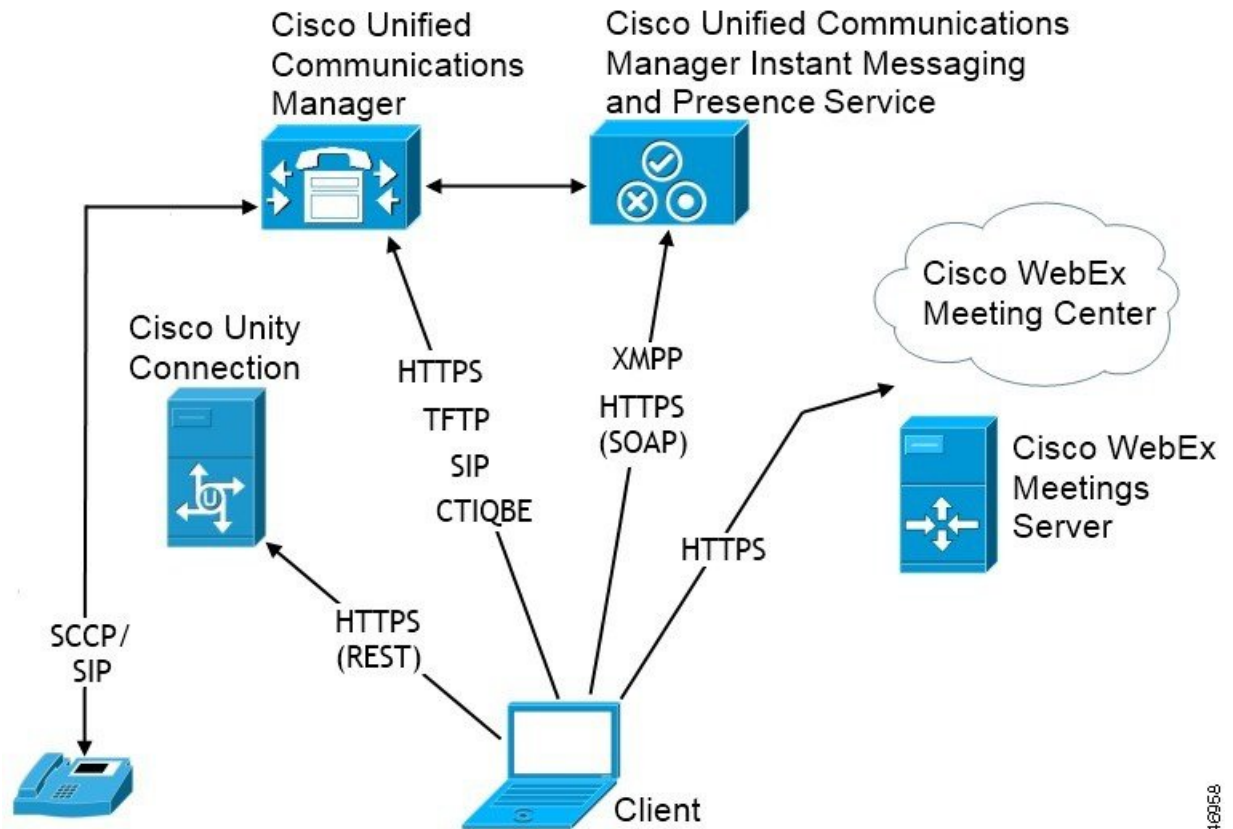 Cisco Unified
Communications
Manager
Cisco Unified Communications
Manager Instant Messaging
and Presence Service
Cisco WebEx
Meeting Center
Cisco Unity
Connection
HTTPS
TFTP
SIP
CTIQBE
XMPP
HTTPS
(SOAP)
Cisco WebEx
Meetings
Server
HTTPS
U
HTTPS
(REST)
SCCP/
SIP
Client